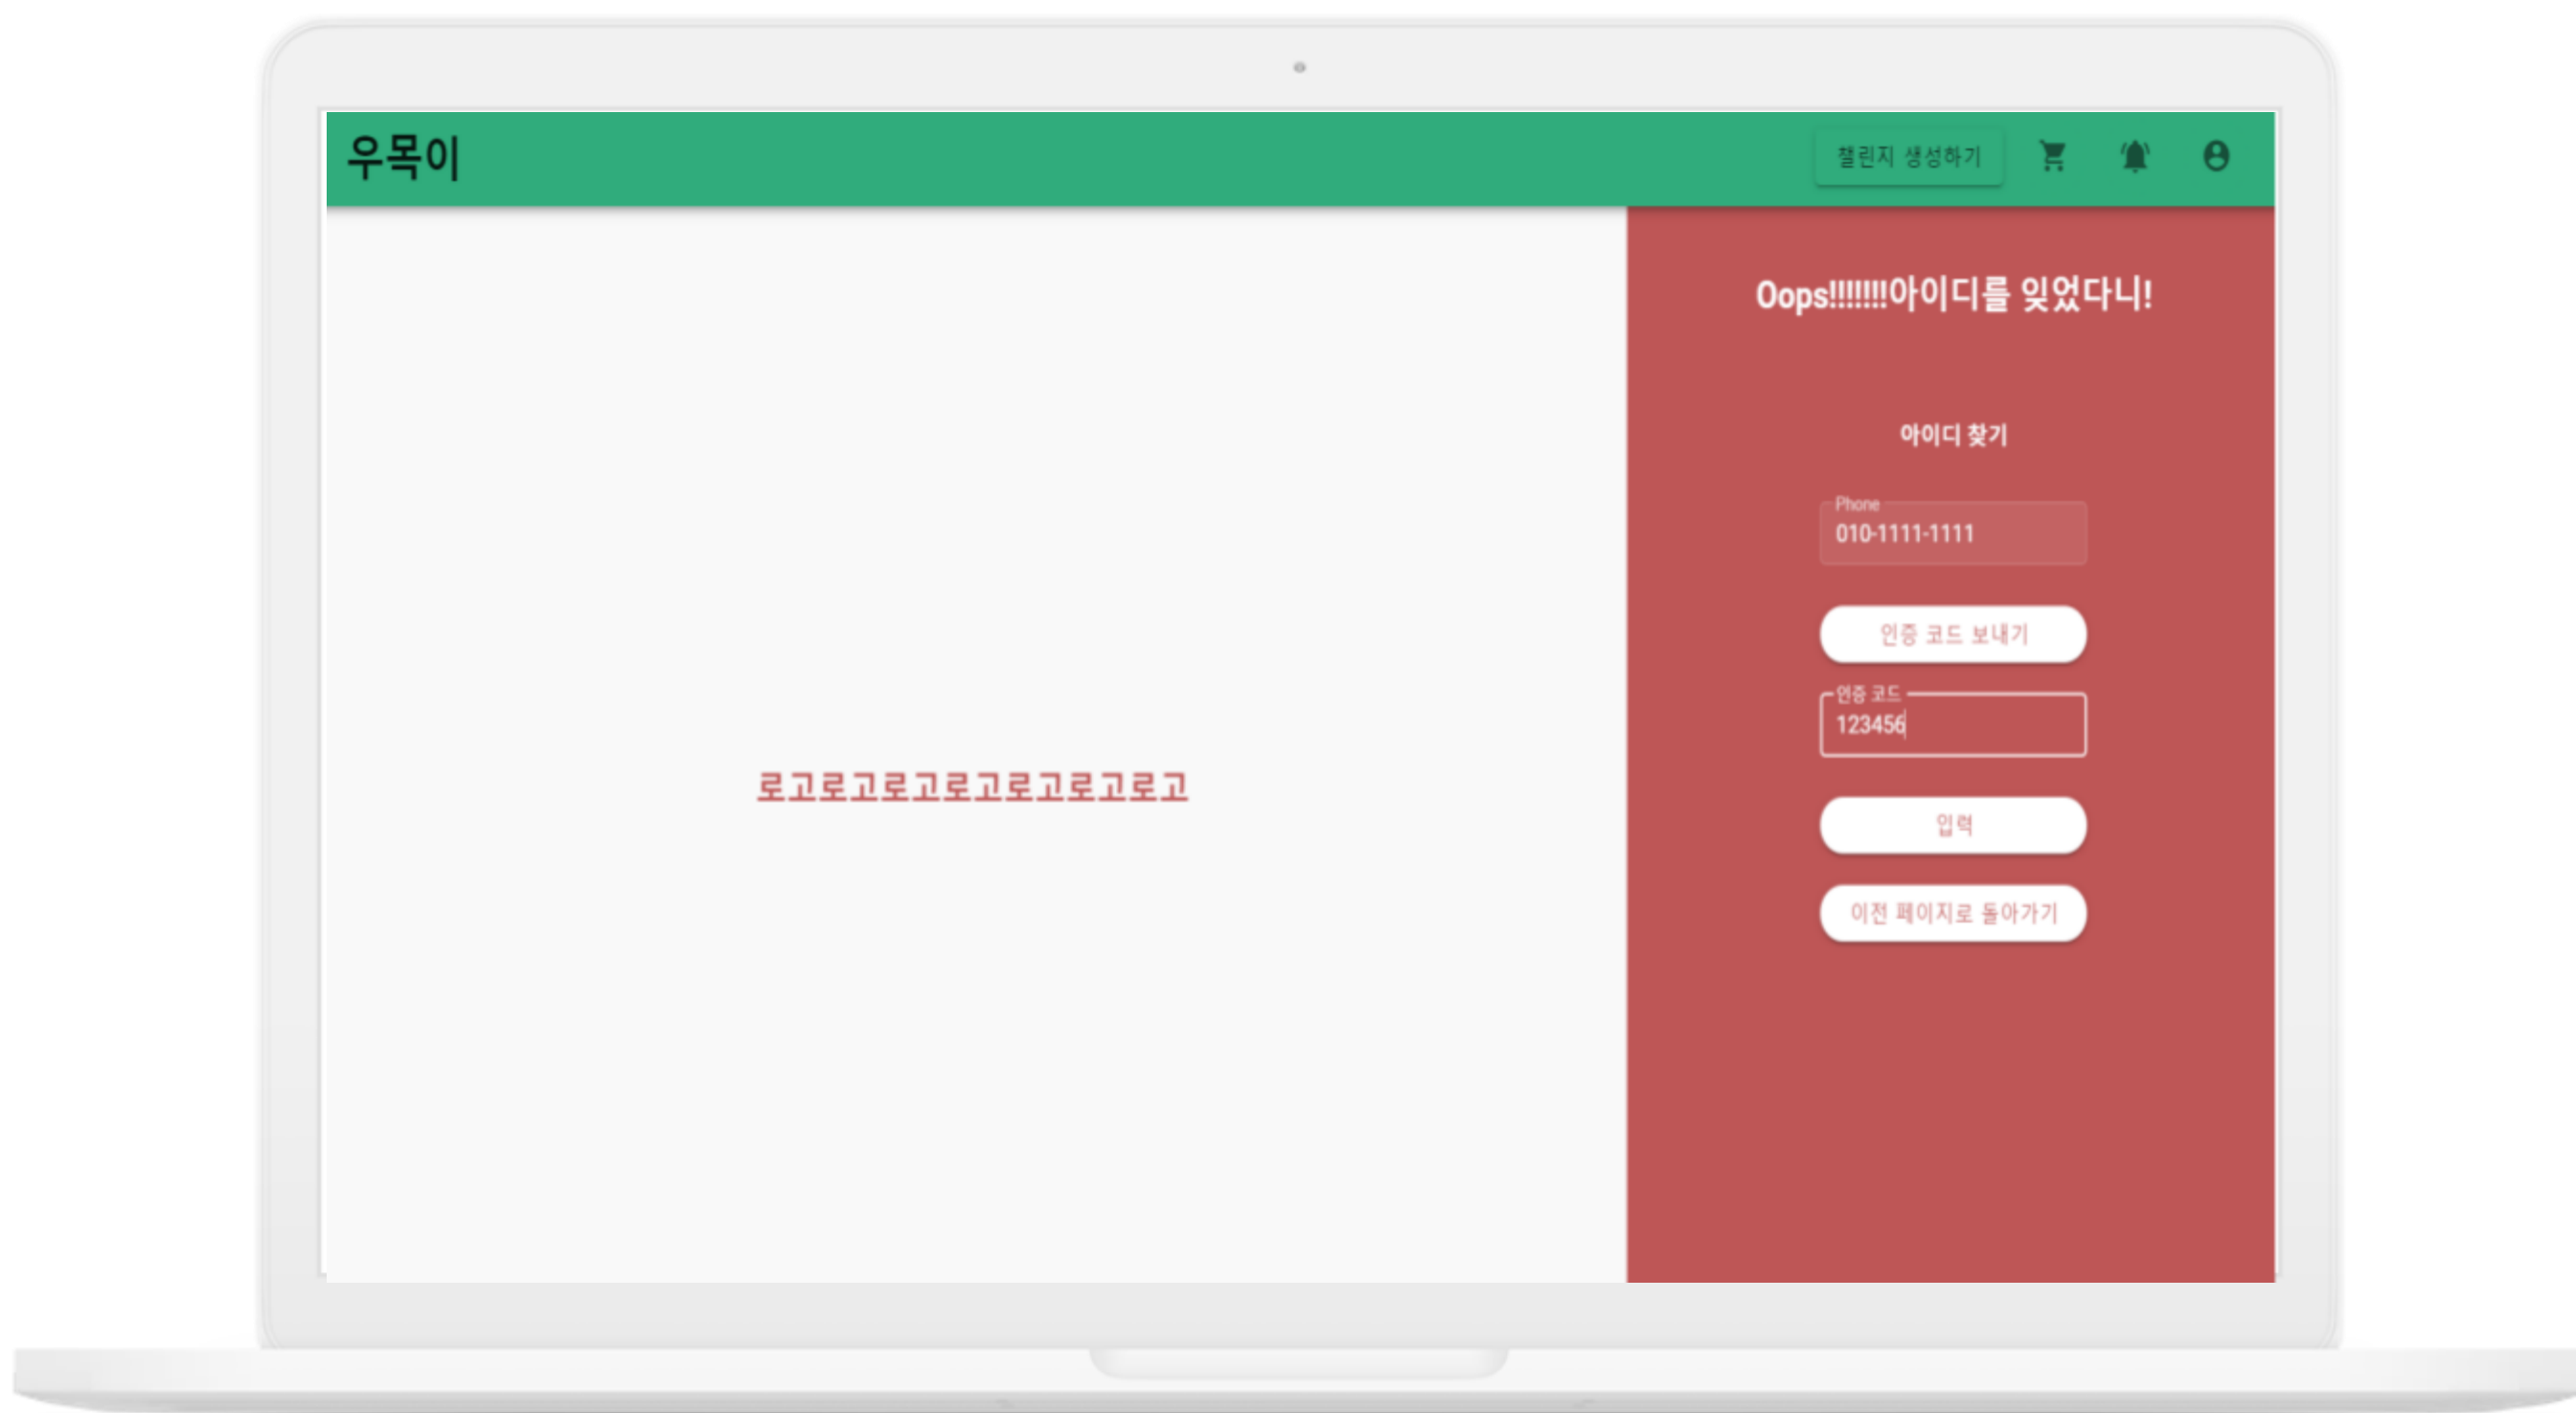 우목이
챌린지 생성하기
Oops!!!!!!!아이디를 잊었다니!
아이디 찾기
Phone
010-1111-1111
인증 코드 보내기
인증 코드
123456
입력
이전 페이지로 돌아가기
로고로고로고로고로고로고로고